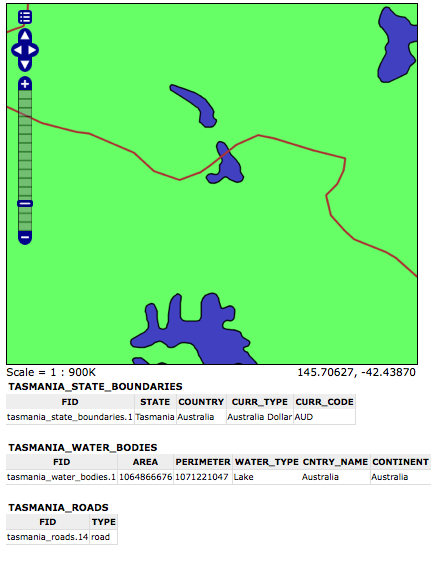 Scale = 1 : 900K 145.70627, -42.43870
TASMANIA_STATE_BOUNDARIES
FID STATE COUNTRY CURR_TYPE CURR_CODE
tasmania_state_boundaries.1 Tasmania Australia Australia Dollar AUD
TASMANIA_WATER_BODIES
FID AREA PERIMETER WATER_TYPE CNTRY_NAME CONTINENT
tasmania_water_bodies.1 1064866676 1071221047 Lake Australia Australia
TASMANIA_ROADS
FID TYPE
tasmania_roads.14 road